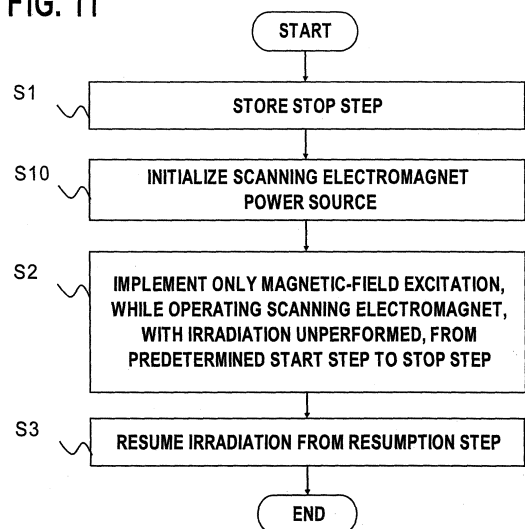 FIG. 11
START
S1
STORE STOP STEP
S10
INITIALIZE SCANNING ELECTROMAGNET
POWER SOURCE
S2
IMPLEMENT ONLY MAGNETIC-FIELD EXCITATION,
WHILE OPERATING SCANNING ELECTROMAGNET,
WITH IRRADIATION UNPERFORMED, FROM
PREDETERMINED START STEP TO STOP STEP
S3
RESUME IRRADIATION FROM RESUMPTION STEP
END